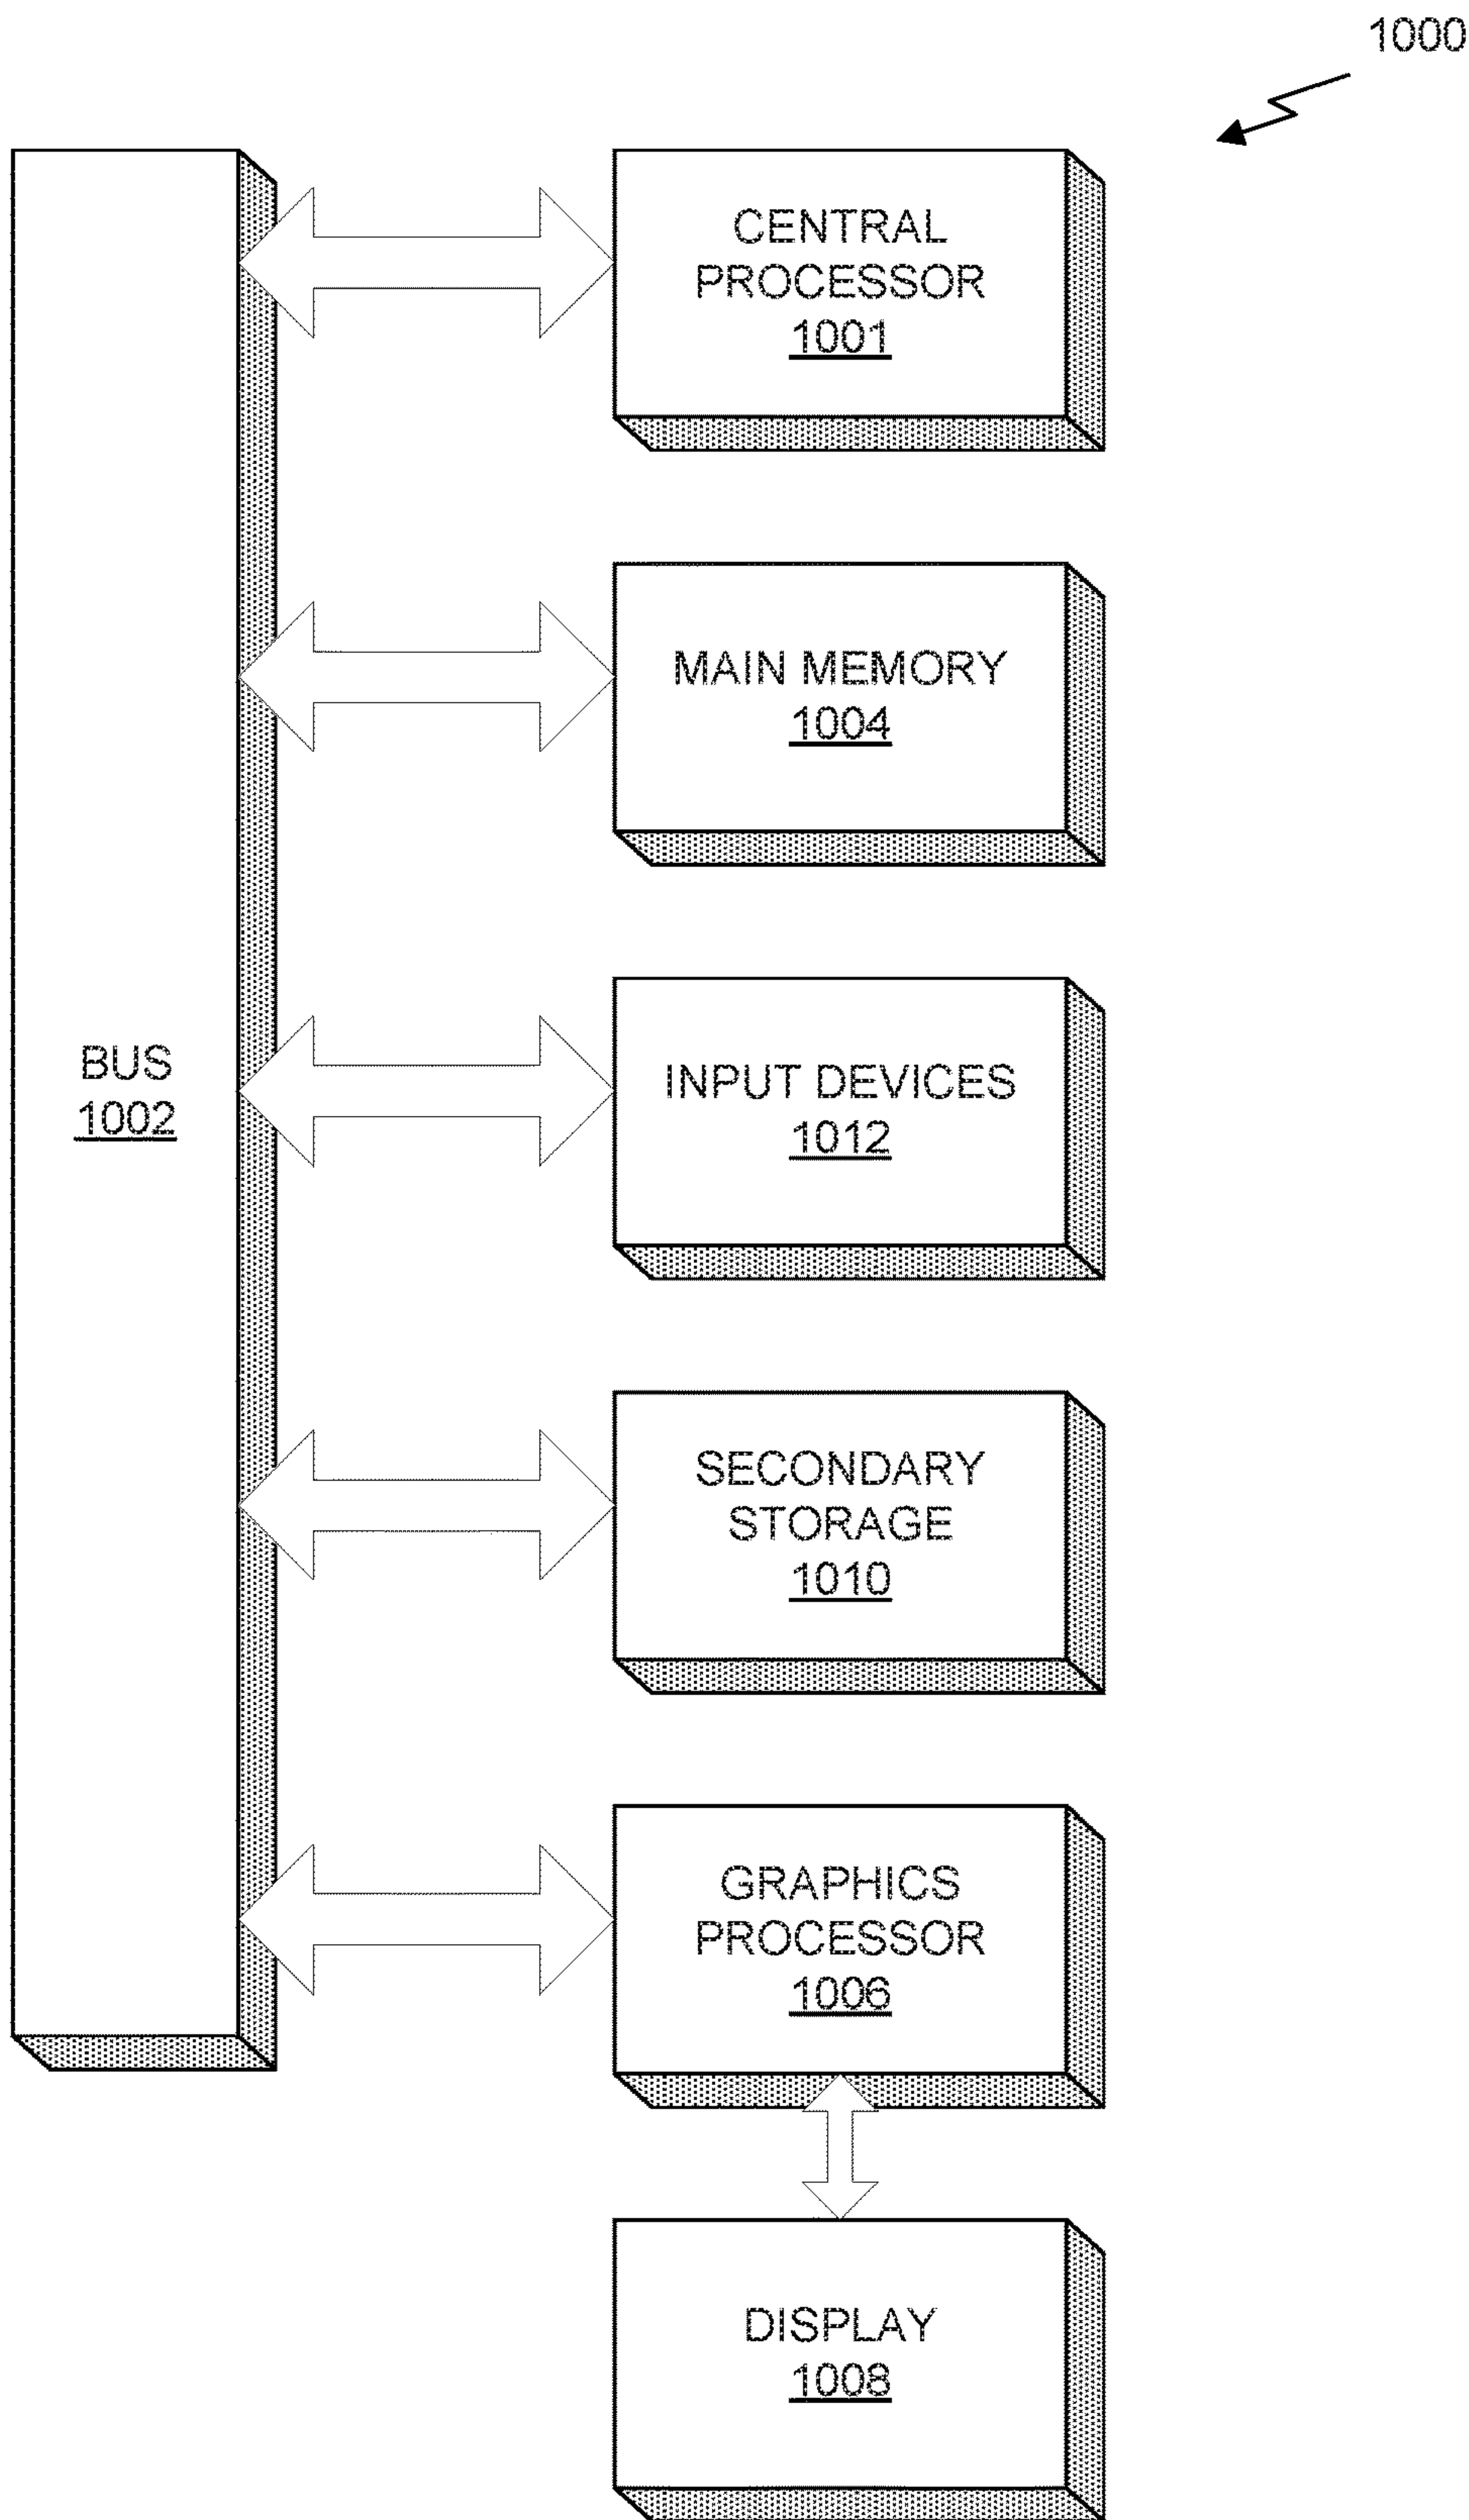 1000
CENTRAL
PROCESSOR
1001
MAIN MEMORY
1004
BUS
1002
INPUT DEVICES
1012
SECONDARY
STORAGE
1010
GRAPHICS
PROCESSOR
1006
DISPLAY
1008